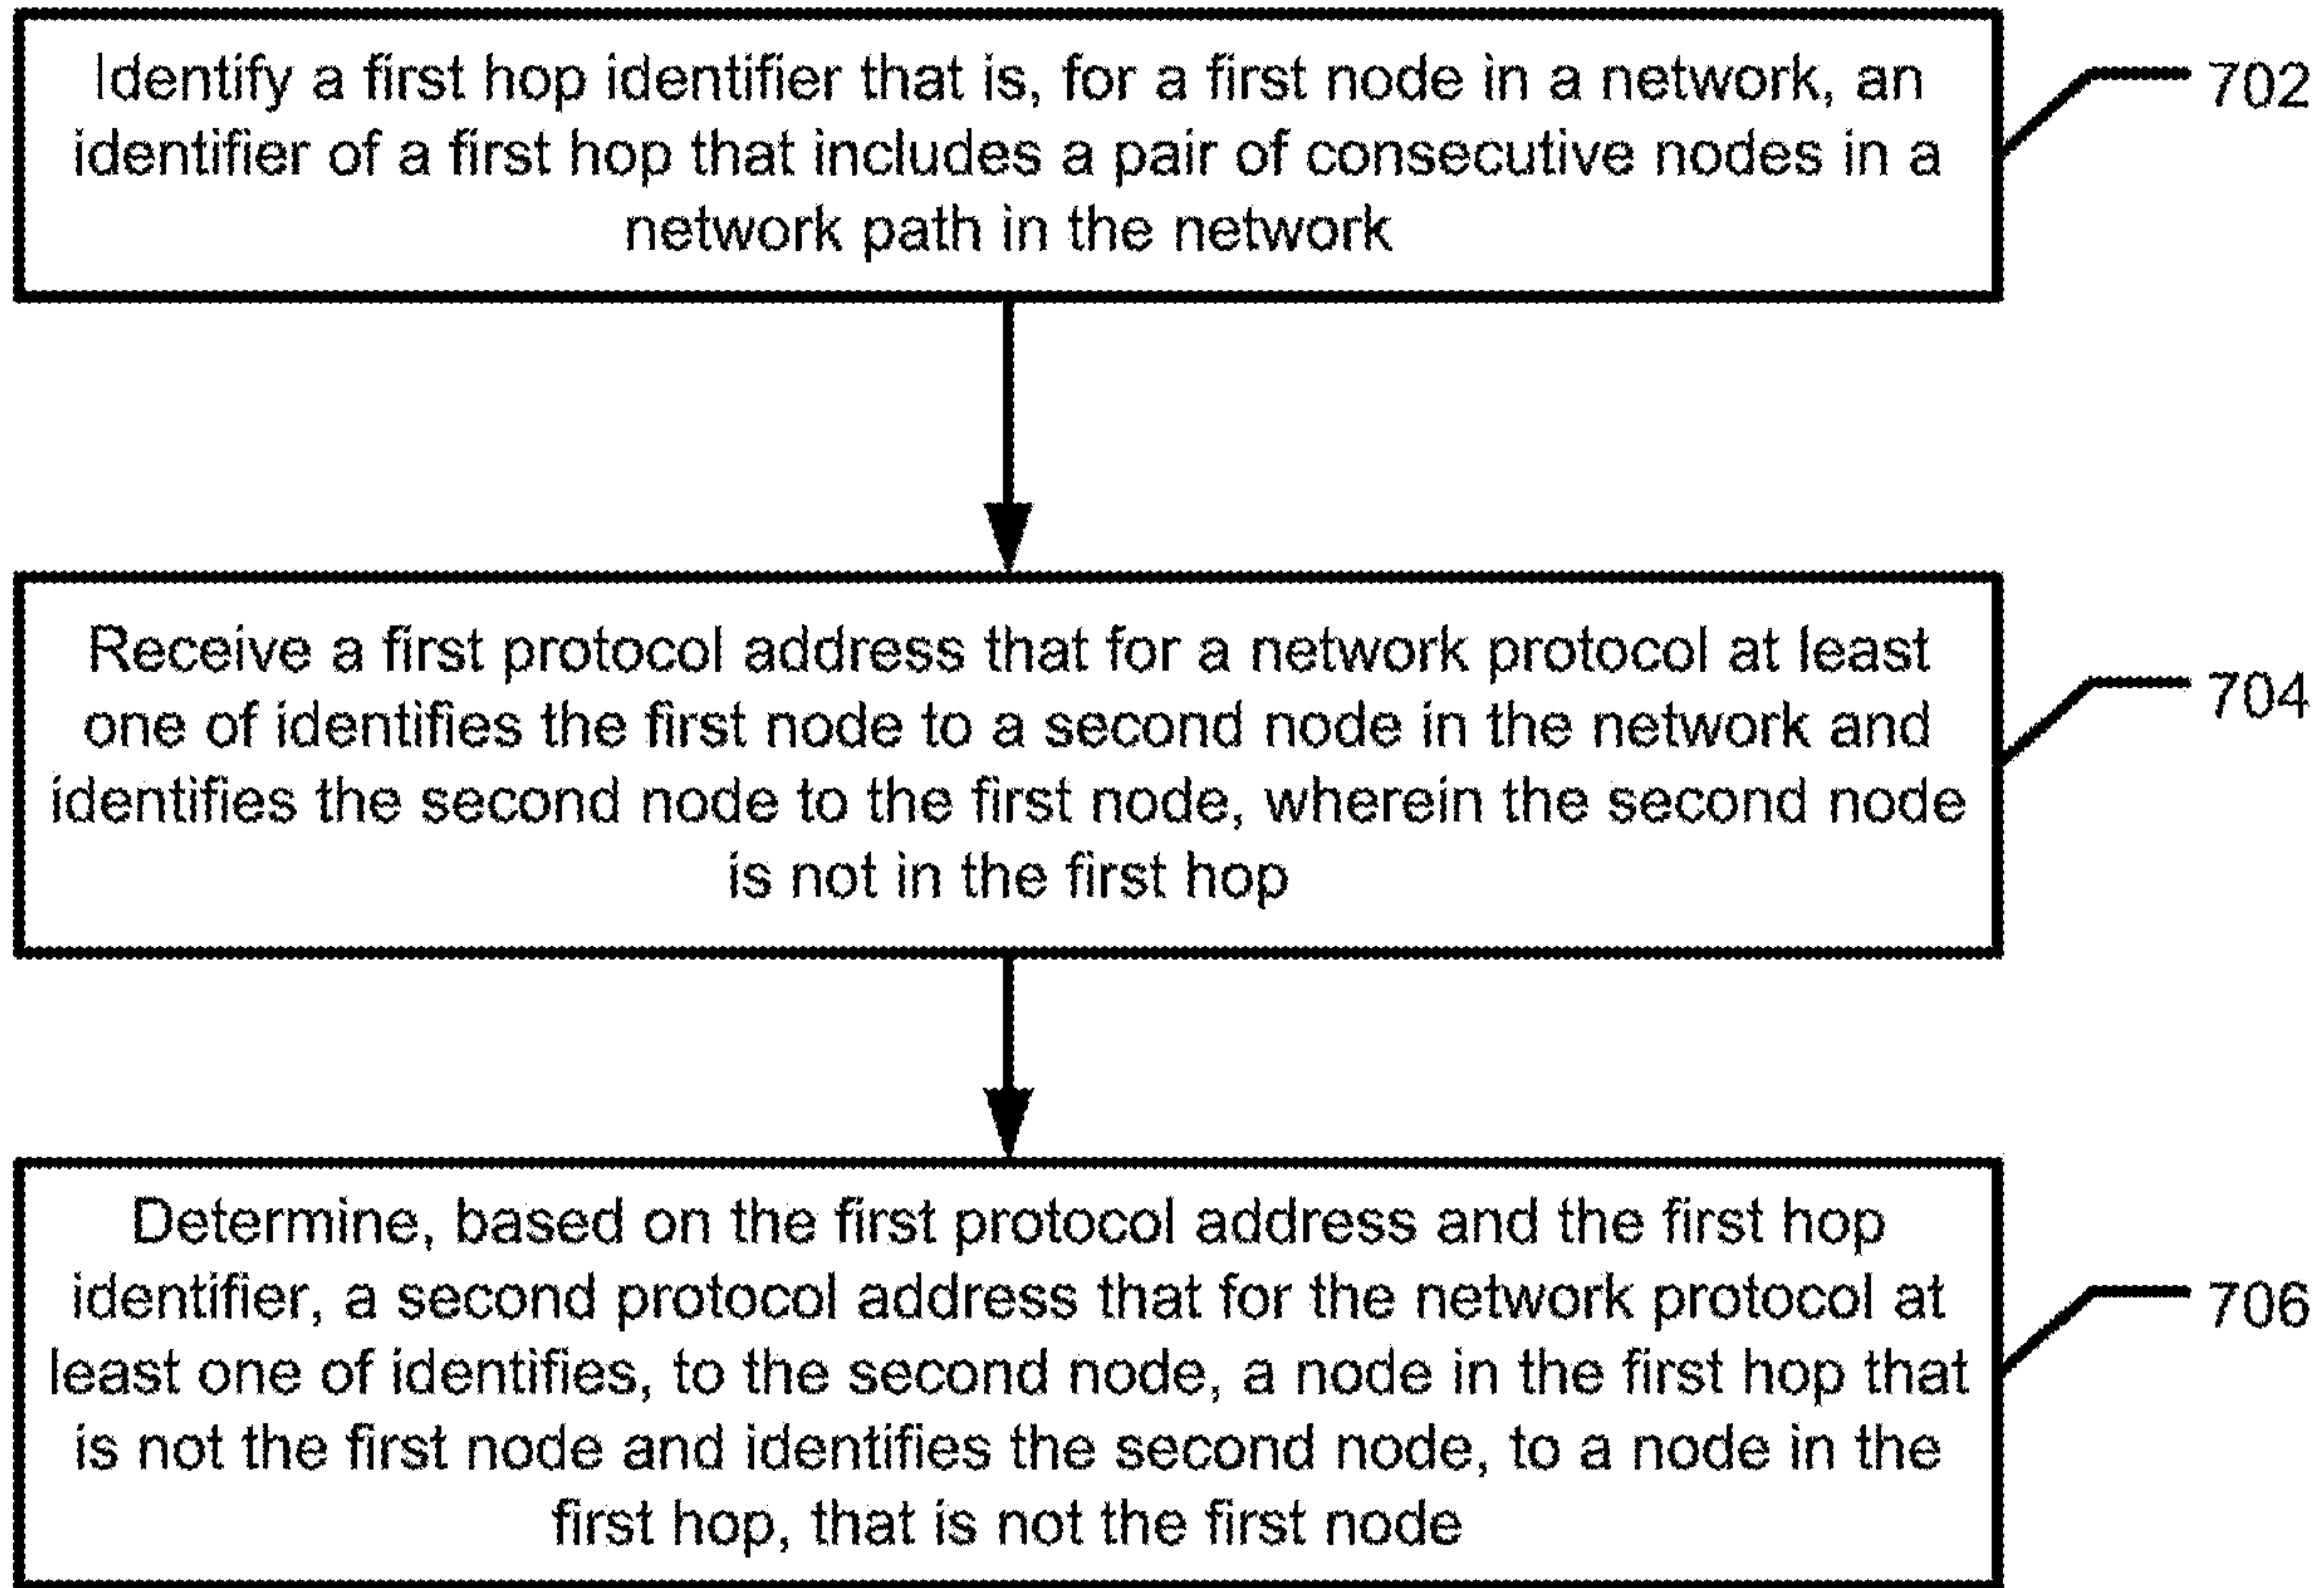 Identify a first hop identifier that is, for a first node in a network, an
identifier of a first hop that includes a pair of consecutive nodes in a
network path in the network
702
Receive a first protocol address that for a network protocol at least
one of identifies the first node to a second node in the network and
identifies the second node to the first node, wherein the second node
is not in the first hop
704
Determine, based on the first protocol address and the first hop
identifier, a second protocol address that for the network protocol at
least one of identifies, to the second node, a node in the first hop that
is not the first node and identifies the second node, to a node in the
first hop, that is not the first node
706